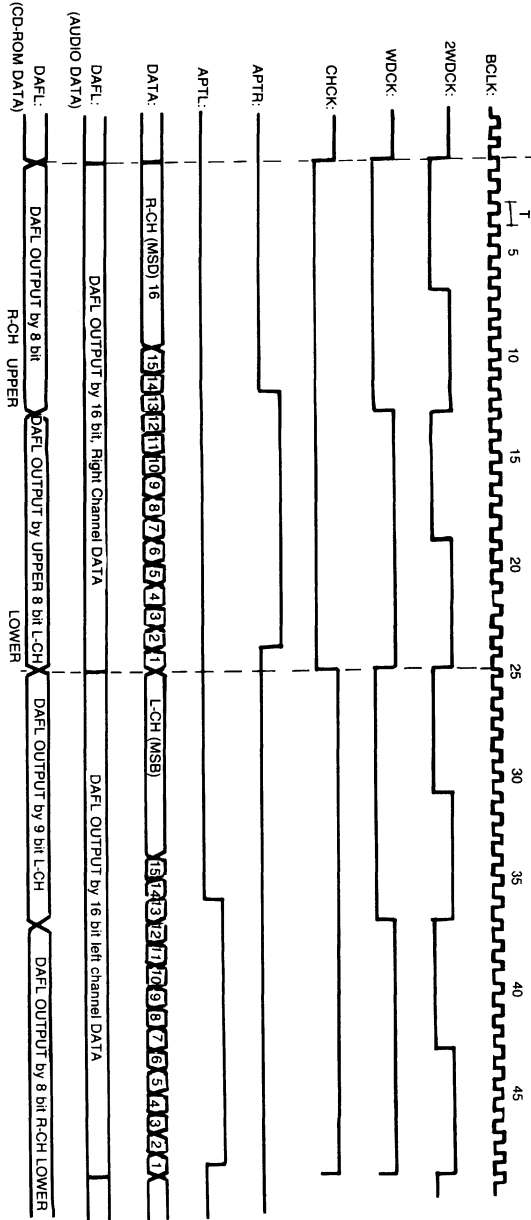 BCLK:
T
5 10 15 20 25 30 35 40 45
2WDCK:
WDCK:
CHCK:
APTR:
APTL:
DATA: R-CH (MSD) 16 15 14 13 12 11 10 9 8 7 6 5 4 3 2 1 L-CH (MSB) 15 14 13 12 11 10 9 8 7 6 5 4 3 2 1
DAFL: DAFL OUTPUT by 16 bit, Right Channel DATA DAFL OUTPUT by 16 bit left channel DATA
(AUDIO DATA)
R-CH UPPER LOWER
DAFL: DAFL OUTPUT by 8 bit DAFL OUTPUT by UPPER 8 bit L-CH DAFL OUTPUT by 9 bit L-CH DAFL OUTPUT by 8 bit R-CH LOWER
(CD-ROM DATA)